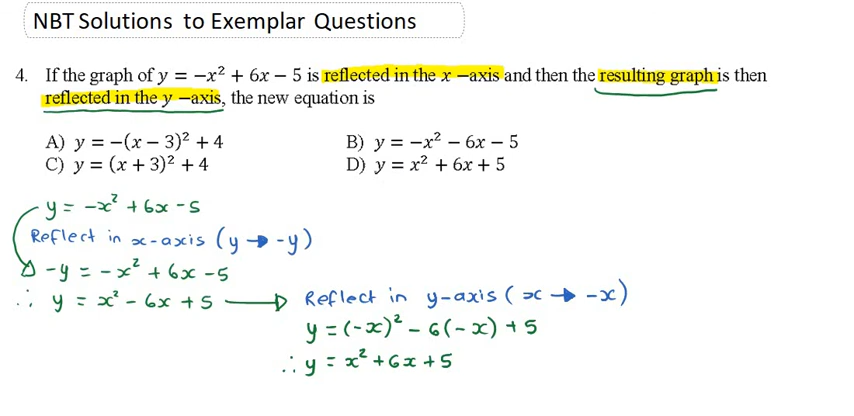 NBT Solutions to Exemplar Questions
4. If the graph of y = −x² + 6x − 5 is reflected in the x −axis and then the resulting graph is then
reflected in the y −axis, the new equation is
A) y = −(x − 3)² + 4 B) y = −x² − 6x − 5
C) y = (x + 3)² + 4 D) y = x² + 6x + 5
y = -x² + 6x - 5
Reflect in x-axis (y → -y)
-y = -x² + 6x - 5
∴ y = x² - 6x + 5 → Reflect in y-axis (x → -x)
y = (-x)² - 6(-x) + 5
∴ y = x² + 6x + 5